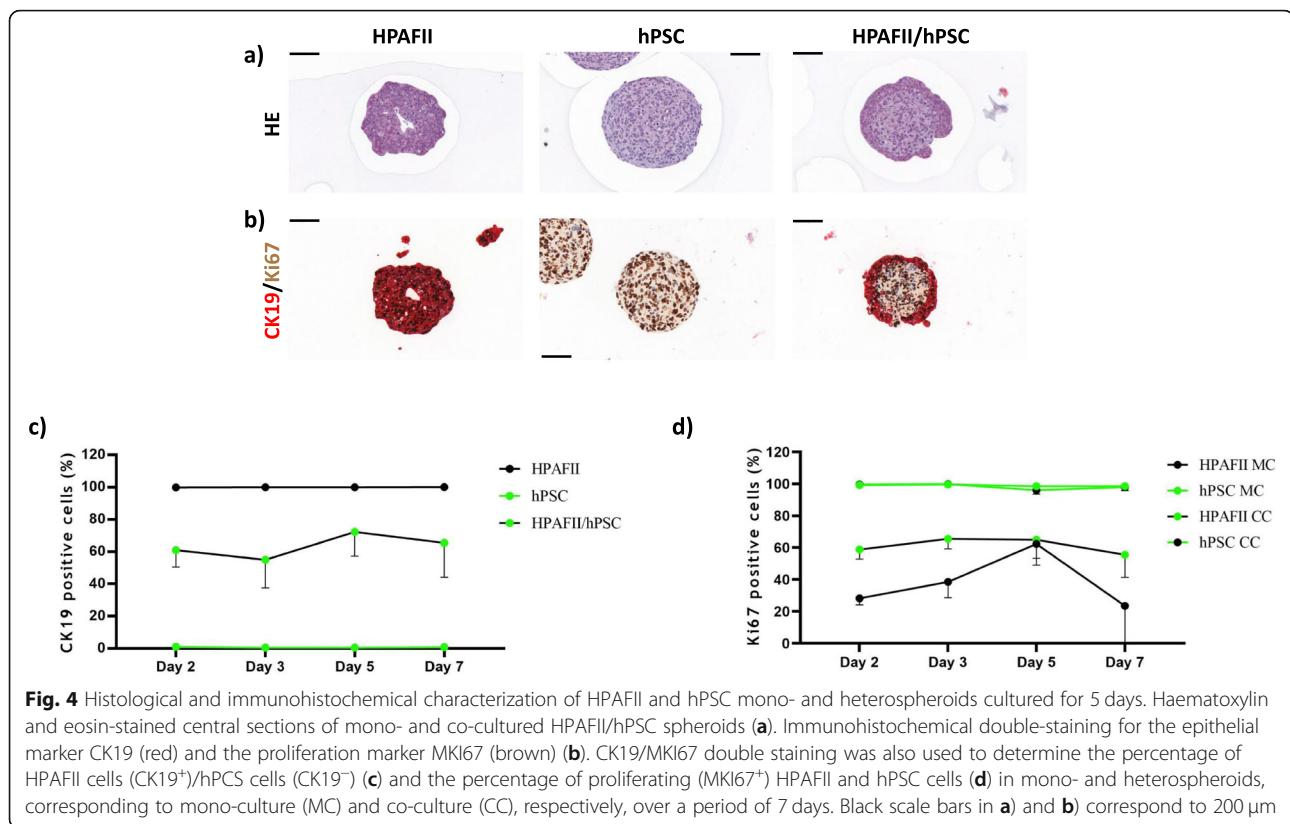 HPAFII hPSC HPAFII/hPSC
a)
HE
b)
CK19/Ki67
c)
CK19 positive cells (%)
120
100
80
60
40
20
0
Day 2 Day 3 Day 5 Day 7
HPAFII
hPSC
HPAFII/hPSC
d)
Ki67 positive cells (%)
120
100
80
60
40
20
0
Day 2 Day 3 Day 5 Day 7
HPAFII MC
hPSC MC
HPAFII CC
hPSC CC
Fig. 4 Histological and immunohistochemical characterization of HPAFII and hPSC mono- and heterospheroids cultured for 5 days. Haematoxylin
and eosin-stained central sections of mono- and co-cultured HPAFII/hPSC spheroids (a). Immunohistochemical double-staining for the epithelial
marker CK19 (red) and the proliferation marker MKI67 (brown) (b). CK19/MKI67 double staining was also used to determine the percentage of
HPAFII cells (CK19⁺)/hPCS cells (CK19⁻) (c) and the percentage of proliferating (MKI67⁺) HPAFII and hPSC cells (d) in mono- and heterospheroids,
corresponding to mono-culture (MC) and co-culture (CC), respectively, over a period of 7 days. Black scale bars in a) and b) correspond to 200 μm